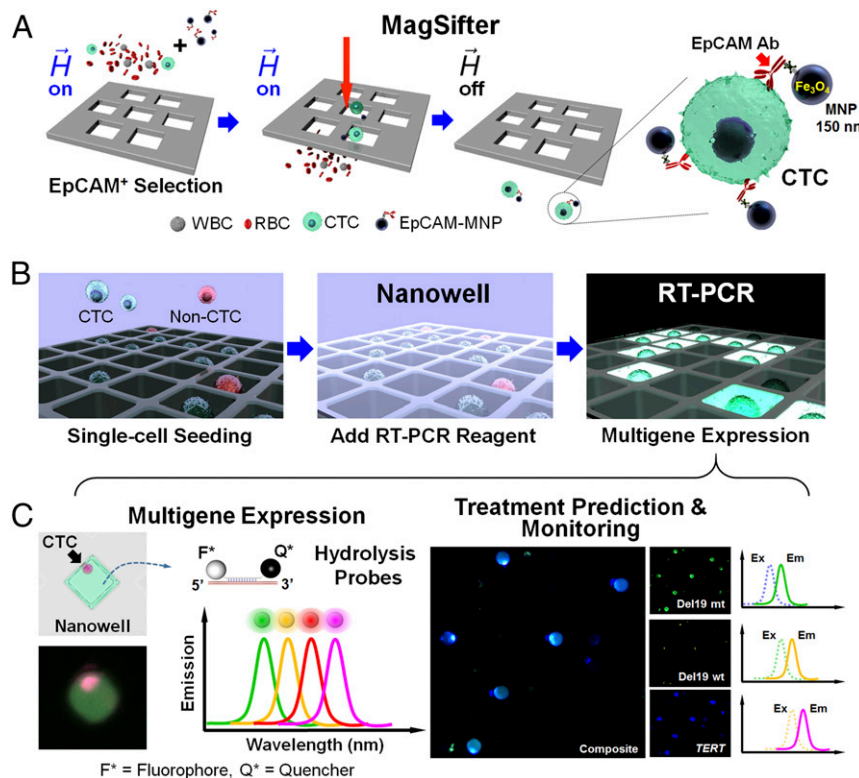 A
MagSifter
H
on
+
H
on
H
off
EpCAM Ab
Fe₃O₄
MNP
150 nm
CTC
EpCAM⁺ Selection
WBC
RBC
CTC
EpCAM-MNP
B
CTC
Non-CTC
Nanowell
RT-PCR
Single-cell Seeding
Add RT-PCR Reagent
Multigene Expression
C
Multigene Expression
Treatment Prediction &
Monitoring
CTC
Nanowell
F*
Q*
5’
3’
Hydrolysis
Probes
Emission
Wavelength (nm)
F* = Fluorophore, Q* = Quencher
Composite
Del19 mt
Ex
Em
Del19 wt
Ex
Em
TERT
Ex
Em